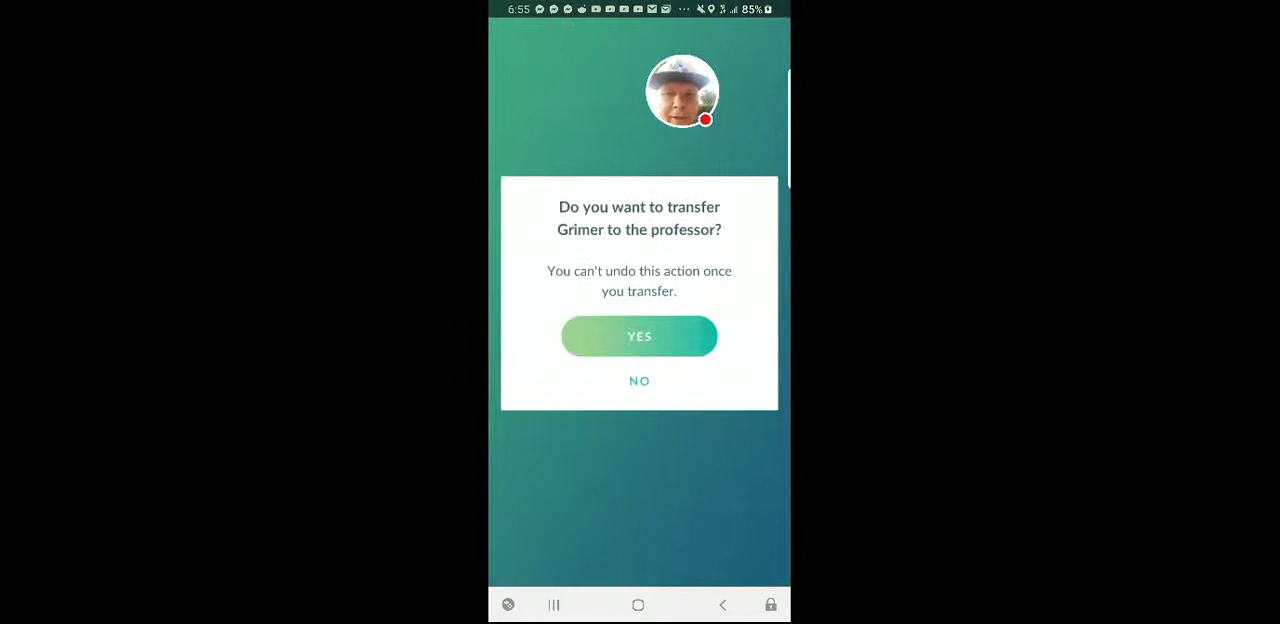 6:55 85%
Do you want to transfer
Grimer to the professor?
You can't undo this action once
you transfer.
YES
NO